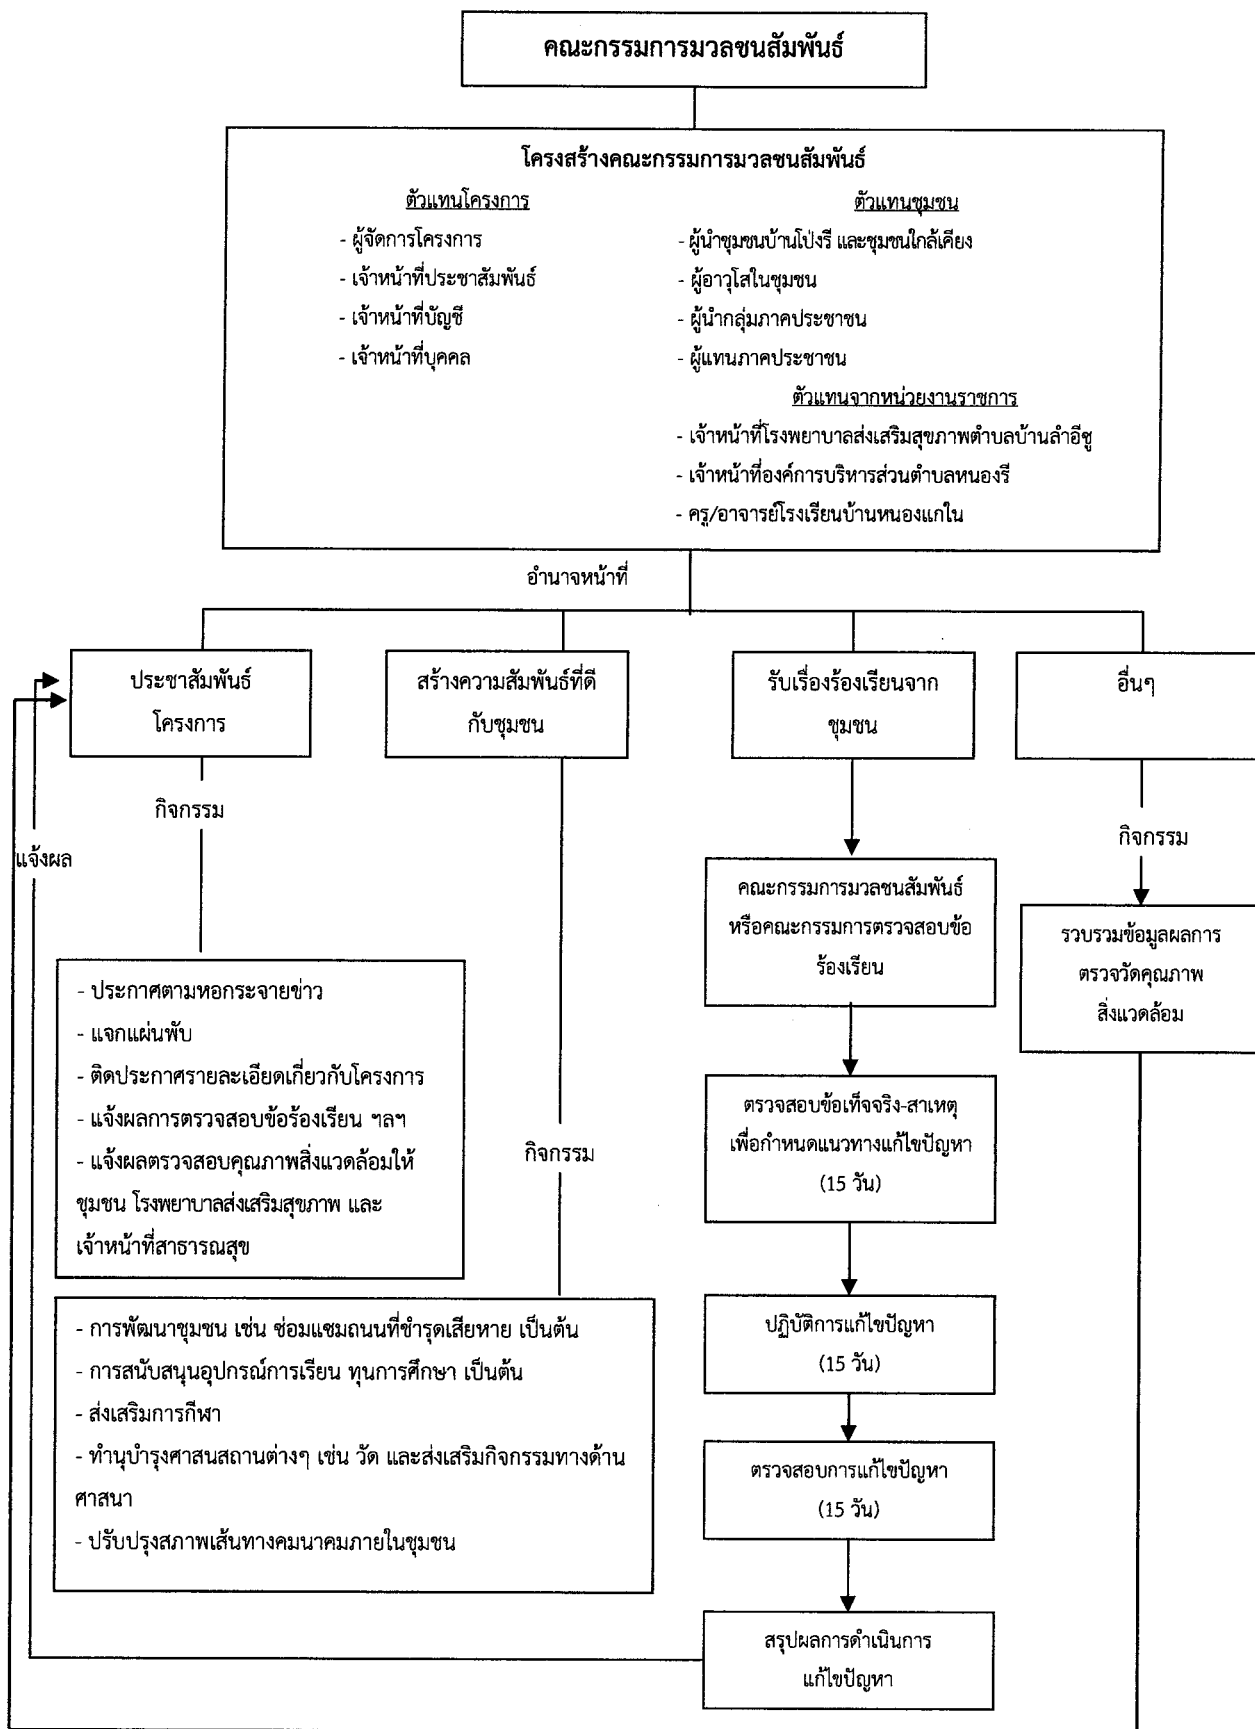 คณะกรรมการมวลชนสัมพันธ์
โครงสร้างคณะกรรมการมวลชนสัมพันธ์
ตัวแทนโครงการ
- ผู้จัดการโครงการ
- เจ้าหน้าที่ประชาสัมพันธ์
- เจ้าหน้าที่บัญชี
- เจ้าหน้าที่บุคคล
ตัวแทนชุมชน
- ผู้นำชุมชนบ้านโป่งรี และชุมชนใกล้เคียง
- ผู้อาวุโสในชุมชน
- ผู้นำกลุ่มภาคประชาชน
- ผู้แทนภาคประชาชน
ตัวแทนจากหน่วยงานราชการ
- เจ้าหน้าที่โรงพยาบาลส่งเสริมสุขภาพตำบลบ้านลำอีซู
- เจ้าหน้าที่องค์การบริหารส่วนตำบลหนองรี
- ครู/อาจารย์โรงเรียนบ้านหนองแกใน
อำนาจหน้าที่
ประชาสัมพันธ์
โครงการ
สร้างความสัมพันธ์ที่ดี
กับชุมชน
รับเรื่องร้องเรียนจาก
ชุมชน
อื่นๆ
กิจกรรม
แจ้งผล
กิจกรรม
คณะกรรมการมวลชนสัมพันธ์
หรือคณะกรรมการตรวจสอบข้อ
ร้องเรียน
รวบรวมข้อมูลผลการ
ตรวจวัดคุณภาพ
สิ่งแวดล้อม
- ประกาศตามหอกระจายข่าว
- แจกแผ่นพับ
- ติดประกาศรายละเอียดเกี่ยวกับโครงการ
- แจ้งผลการตรวจสอบข้อร้องเรียน ฯลฯ
- แจ้งผลตรวจสอบคุณภาพสิ่งแวดล้อมให้
ชุมชน โรงพยาบาลส่งเสริมสุขภาพ และ
เจ้าหน้าที่สาธารณสุข
กิจกรรม
ตรวจสอบข้อเท็จจริง-สาเหตุ
เพื่อกำหนดแนวทางแก้ไขปัญหา
(15 วัน)
- การพัฒนาชุมชน เช่น ซ่อมแซมถนนที่ชำรุดเสียหาย เป็นต้น
- การสนับสนุนอุปกรณ์การเรียน ทุนการศึกษา เป็นต้น
- ส่งเสริมการกีฬา
- ทำนุบำรุงศาสนสถานต่างๆ เช่น วัด และส่งเสริมกิจกรรมทางด้าน
ศาสนา
- ปรับปรุงสภาพเส้นทางคมนาคมภายในชุมชน
ปฏิบัติการแก้ไขปัญหา
(15 วัน)
ตรวจสอบการแก้ไขปัญหา
(15 วัน)
สรุปผลการดำเนินการ
แก้ไขปัญหา